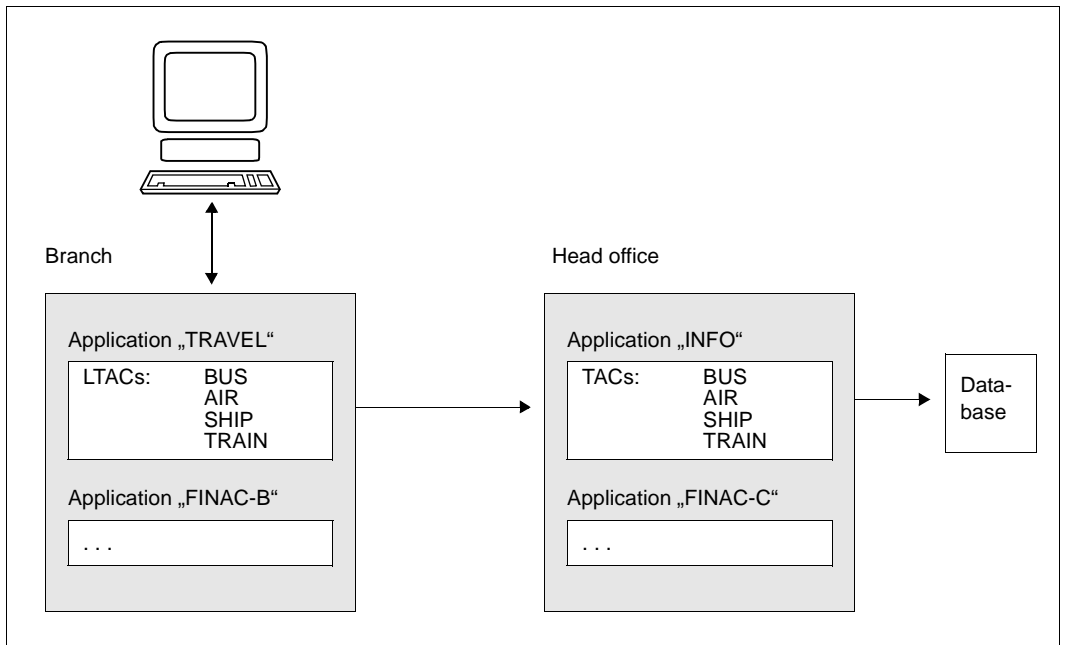 Branch
Head office
Application „TRAVEL“
LTACs: BUS
AIR
SHIP
TRAIN
Application „FINAC-B“
. . .
Application „INFO“
TACs: BUS
AIR
SHIP
TRAIN
Application „FINAC-C“
. . .
Data-
base